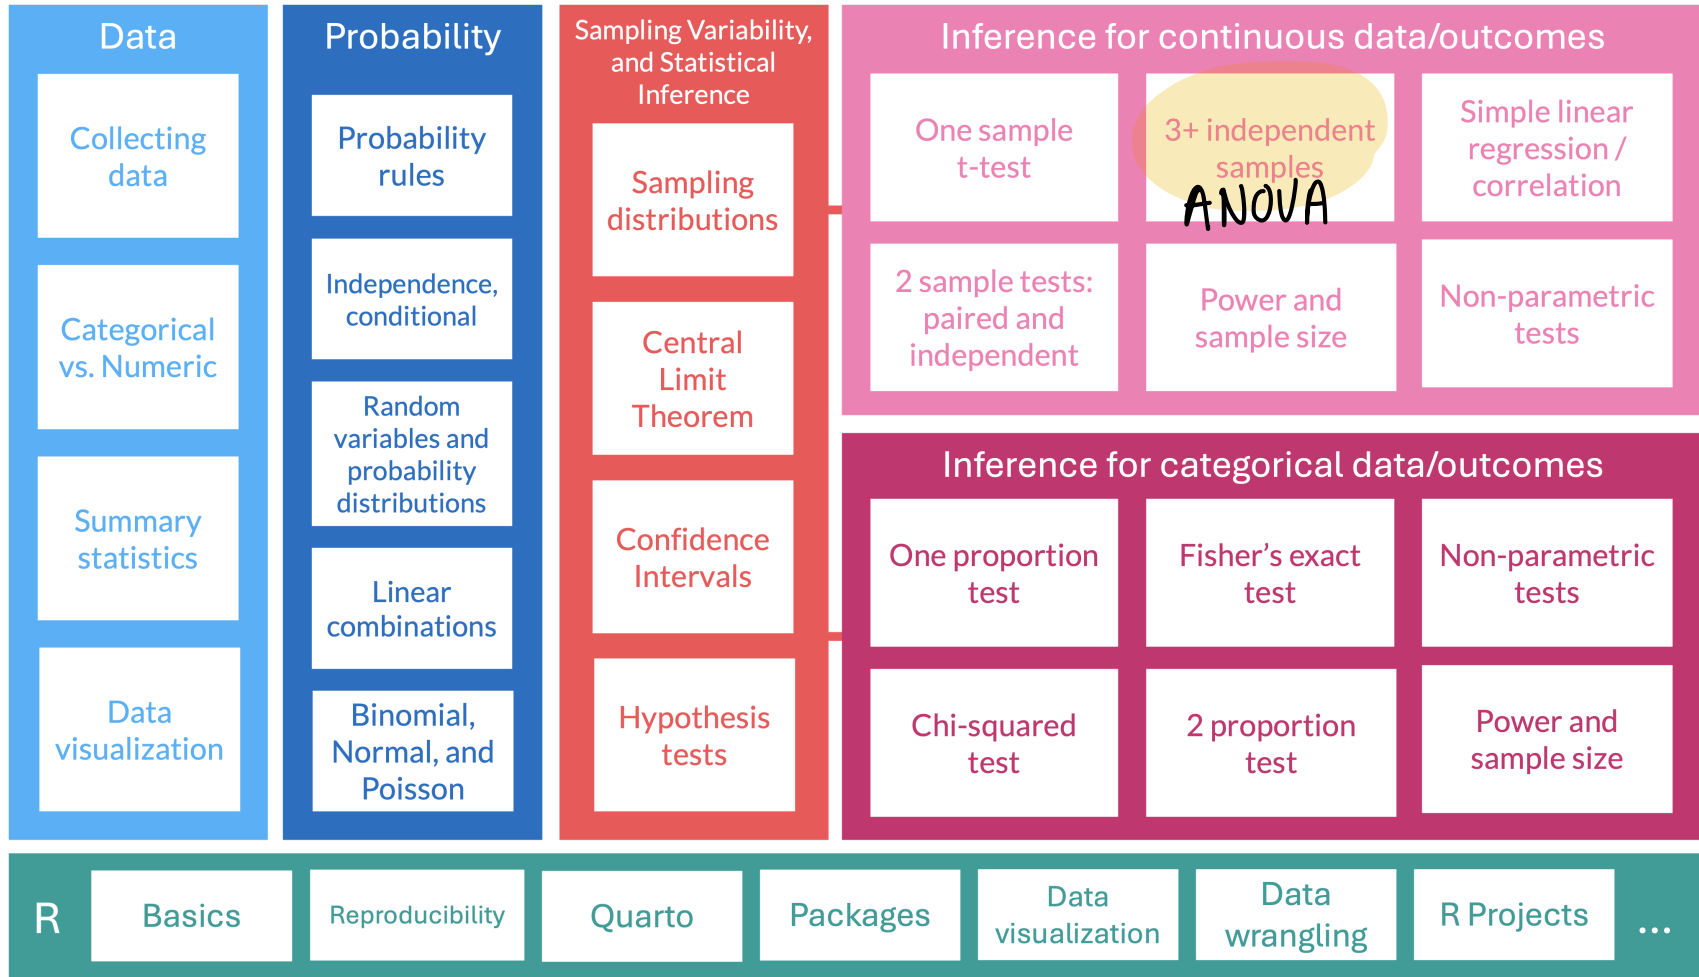 Data
Collecting
data
Categorical
vs. Numeric
Summary
statistics
Data
visualization
Probability
Probability
rules
Independence,
conditional
Random
variables and
probability
distributions
Linear
combinations
Binomial,
Normal, and
Poisson
Sampling Variability,
and Statistical
Inference
Sampling
distributions
Central
Limit
Theorem
Confidence
Intervals
Hypothesis
tests
Inference for continuous data/outcomes
One sample
t-test
3+ independent
samples
ANOVA
Simple linear
regression /
correlation
2 sample tests:
paired and
independent
Power and
sample size
Non-parametric
tests
Inference for categorical data/outcomes
One proportion
test
Fisher’s exact
test
Non-parametric
tests
Chi-squared
test
2 proportion
test
Power and
sample size
R
Basics
Reproducibility
Quarto
Packages
Data
visualization
Data
wrangling
R Projects
...